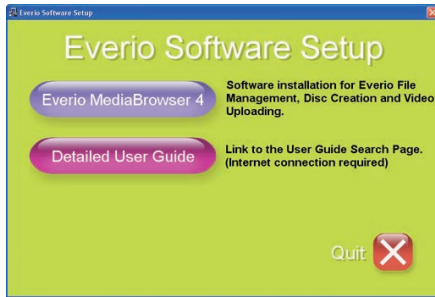 Everio Software Setup
Everio Software Setup
Everio MediaBrowser 4
Software installation for Everio File
Management, Disc Creation and Video
Uploading.
Detailed User Guide
Link to the User Guide Search Page.
(Internet connection required)
Quit